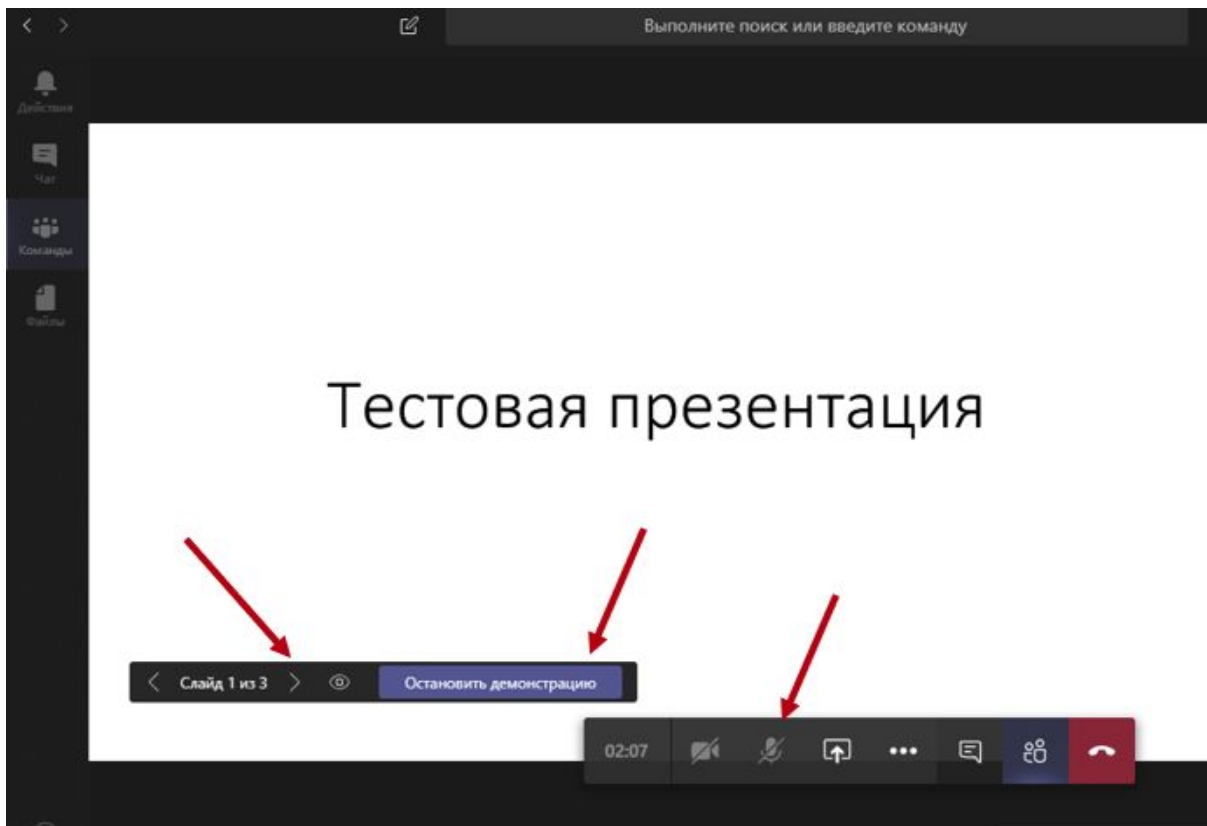 Выполните поиск или введите команду
Действия
Чат
Команды
Файлы
Тестовая презентация
Слайд 1 из 3
Остановить демонстрацию
02:07